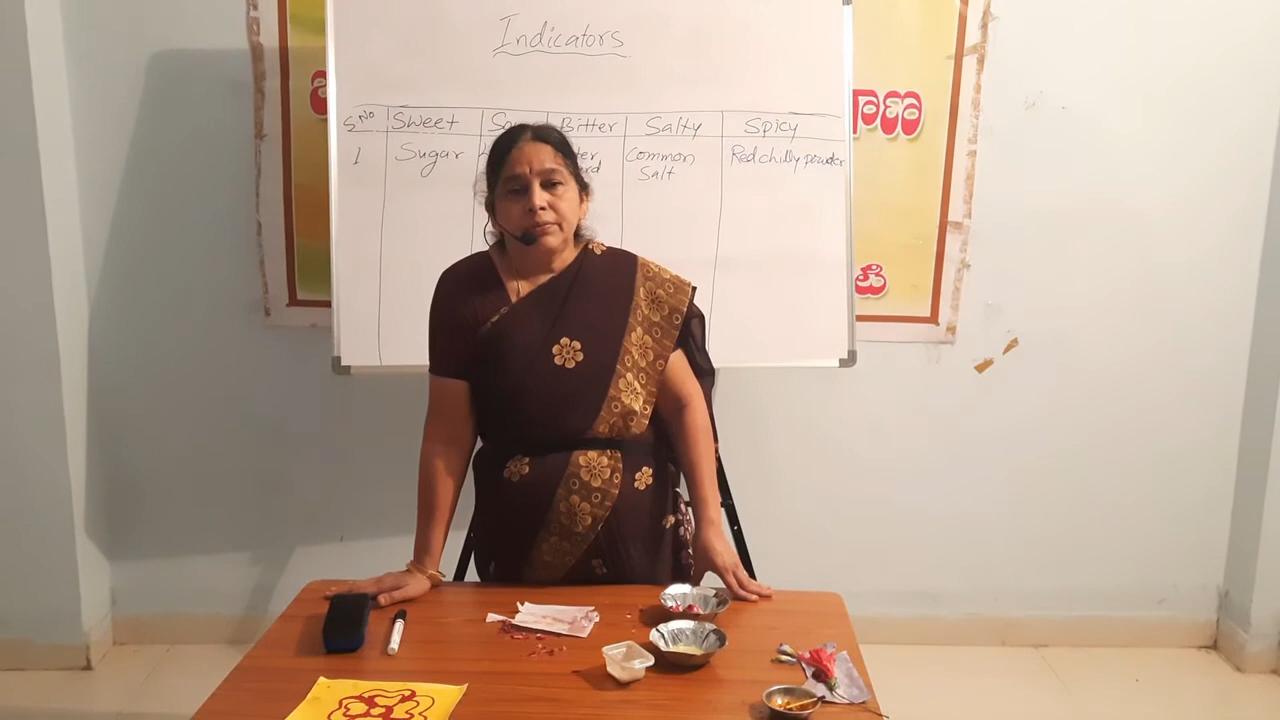 Indicators
S No Sweet Bitter Salty Spicy
1 Sugar Common Red chilly powder
Salt
ಾಣ